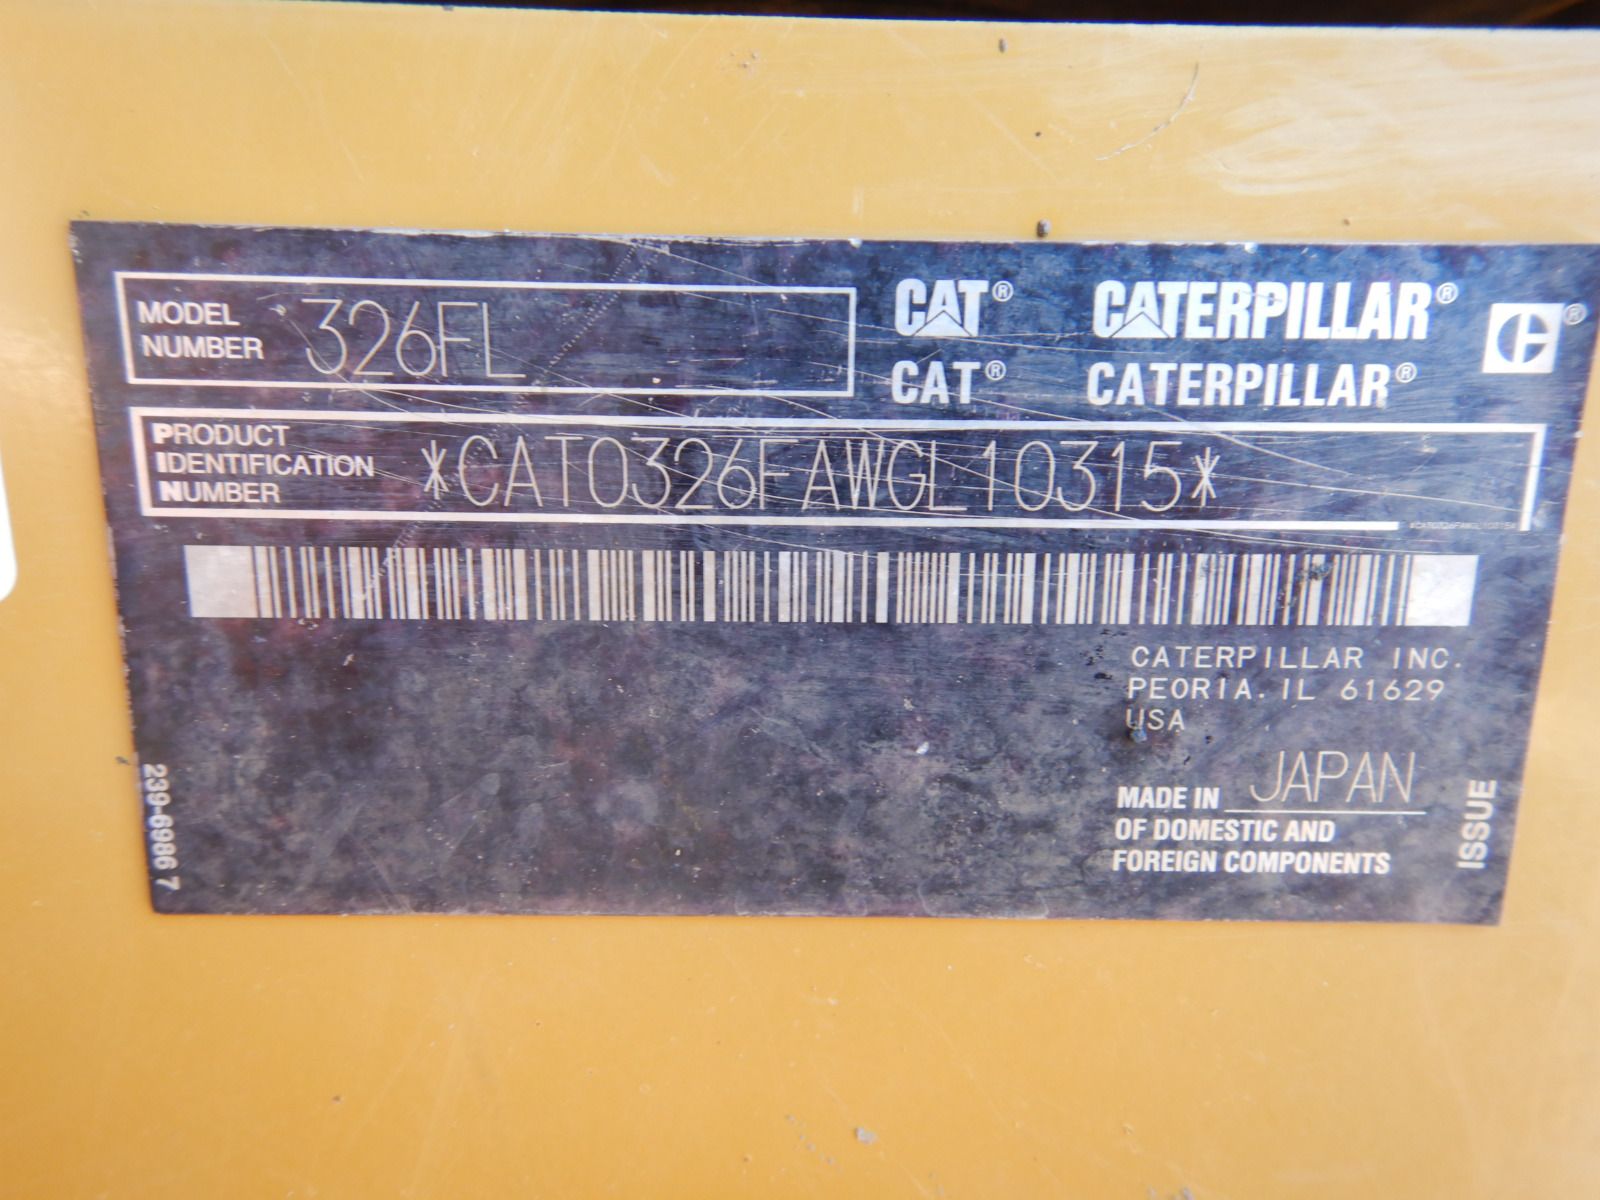 MODEL NUMBER 326FL
CAT® CATERPILLAR® ®
CAT® CATERPILLAR®
PRODUCT IDENTIFICATION NUMBER *CAT0326FAWGL10315*
*CAT0326FAWGL10315*
CATERPILLAR INC.
PEORIA. IL 61629
USA
MADE IN JAPAN
OF DOMESTIC AND
FOREIGN COMPONENTS
239-6986 7
ISSUE